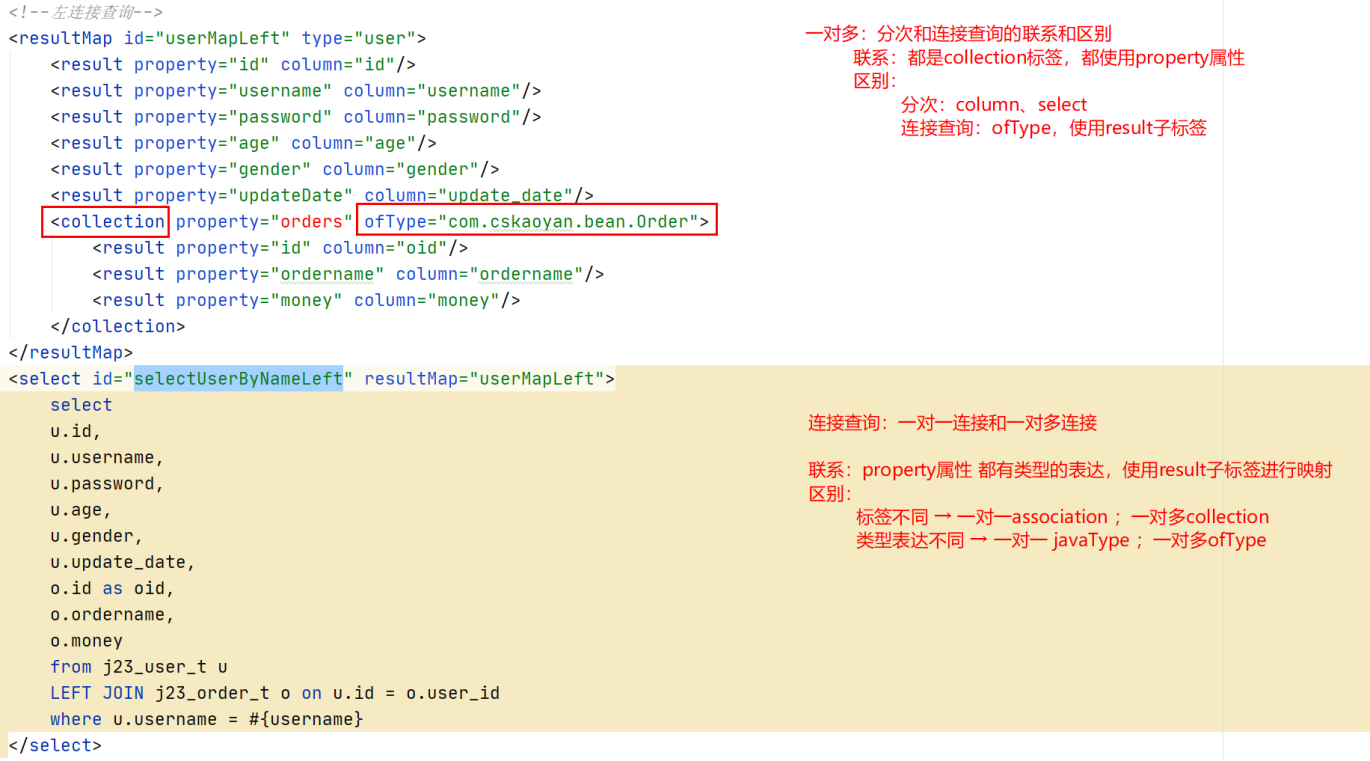 <!--左连接查询-->
<resultMap id="userMapLeft" type="user">
    <result property="id" column="id"/>
    <result property="username" column="username"/>
    <result property="password" column="password"/>
    <result property="age" column="age"/>
    <result property="gender" column="gender"/>
    <result property="updateDate" column="update_date"/>
    <collection property="orders" ofType="com.cskaoyan.bean.Order">
        <result property="id" column="oid"/>
        <result property="ordername" column="ordername"/>
        <result property="money" column="money"/>
    </collection>
</resultMap>
<select id="selectUserByNameLeft" resultMap="userMapLeft">
    select
    u.id,
    u.username,
    u.password,
    u.age,
    u.gender,
    u.update_date,
    o.id as oid,
    o.ordername,
    o.money
    from j23_user_t u
    LEFT JOIN j23_order_t o on u.id = o.user_id
    where u.username = #{username}
</select>
一对多：分次和连接查询的联系和区别
联系：都是collection标签，都使用property属性
区别：
分次：column、select
连接查询：ofType，使用result子标签
连接查询：一对一连接和一对多连接
联系：property属性 都有类型的表达，使用result子标签进行映射
区别：
标签不同 → 一对一association ；一对多collection
类型表达不同 → 一对一 javaType ；一对多ofType